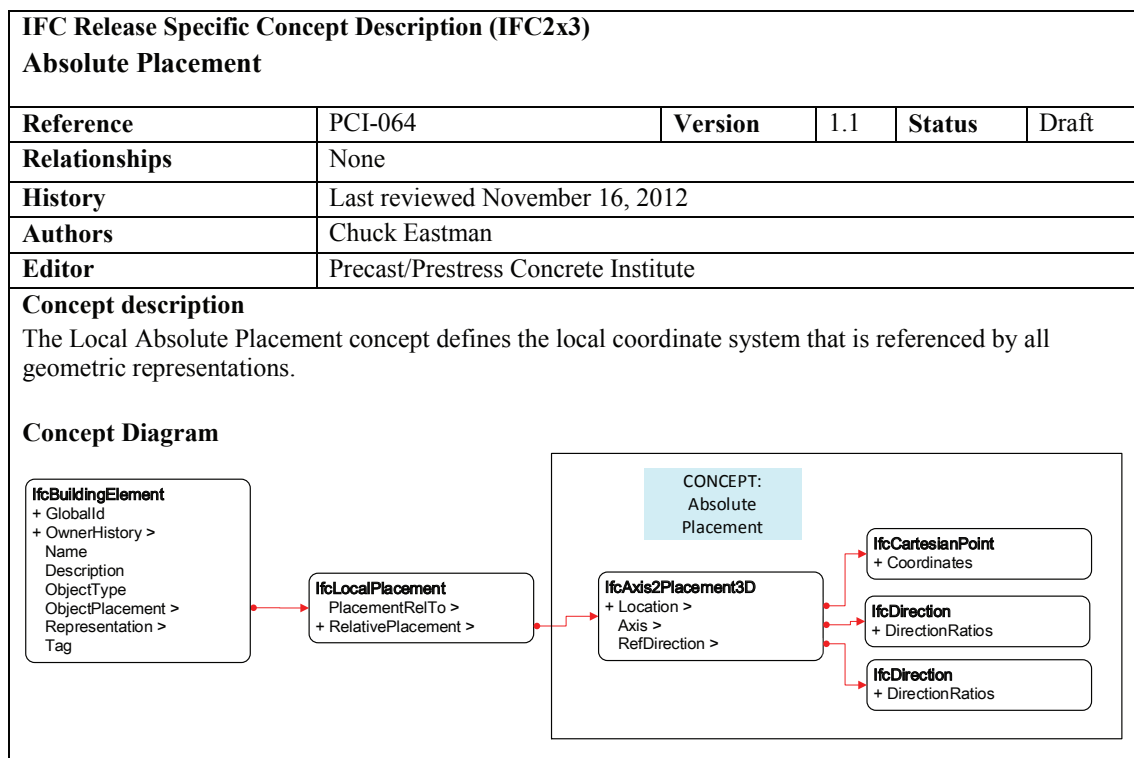 IFC Release Specific Concept Description (IFC2x3)
Absolute Placement
Reference PCI-064 Version 1.1 Status Draft
Relationships None
History Last reviewed November 16, 2012
Authors Chuck Eastman
Editor Precast/Prestress Concrete Institute
Concept description
The Local Absolute Placement concept defines the local coordinate system that is referenced by all
geometric representations.
Concept Diagram
IfcBuildingElement
+ GlobalId
+ OwnerHistory >
Name
Description
ObjectType
ObjectPlacement >
Representation >
Tag
IfcLocalPlacement
PlacementRelTo >
+ RelativePlacement >
CONCEPT:
Absolute
Placement
IfcAxis2Placement3D
+ Location >
Axis >
RefDirection >
IfcCartesianPoint
+ Coordinates
IfcDirection
+ DirectionRatios
IfcDirection
+ DirectionRatios